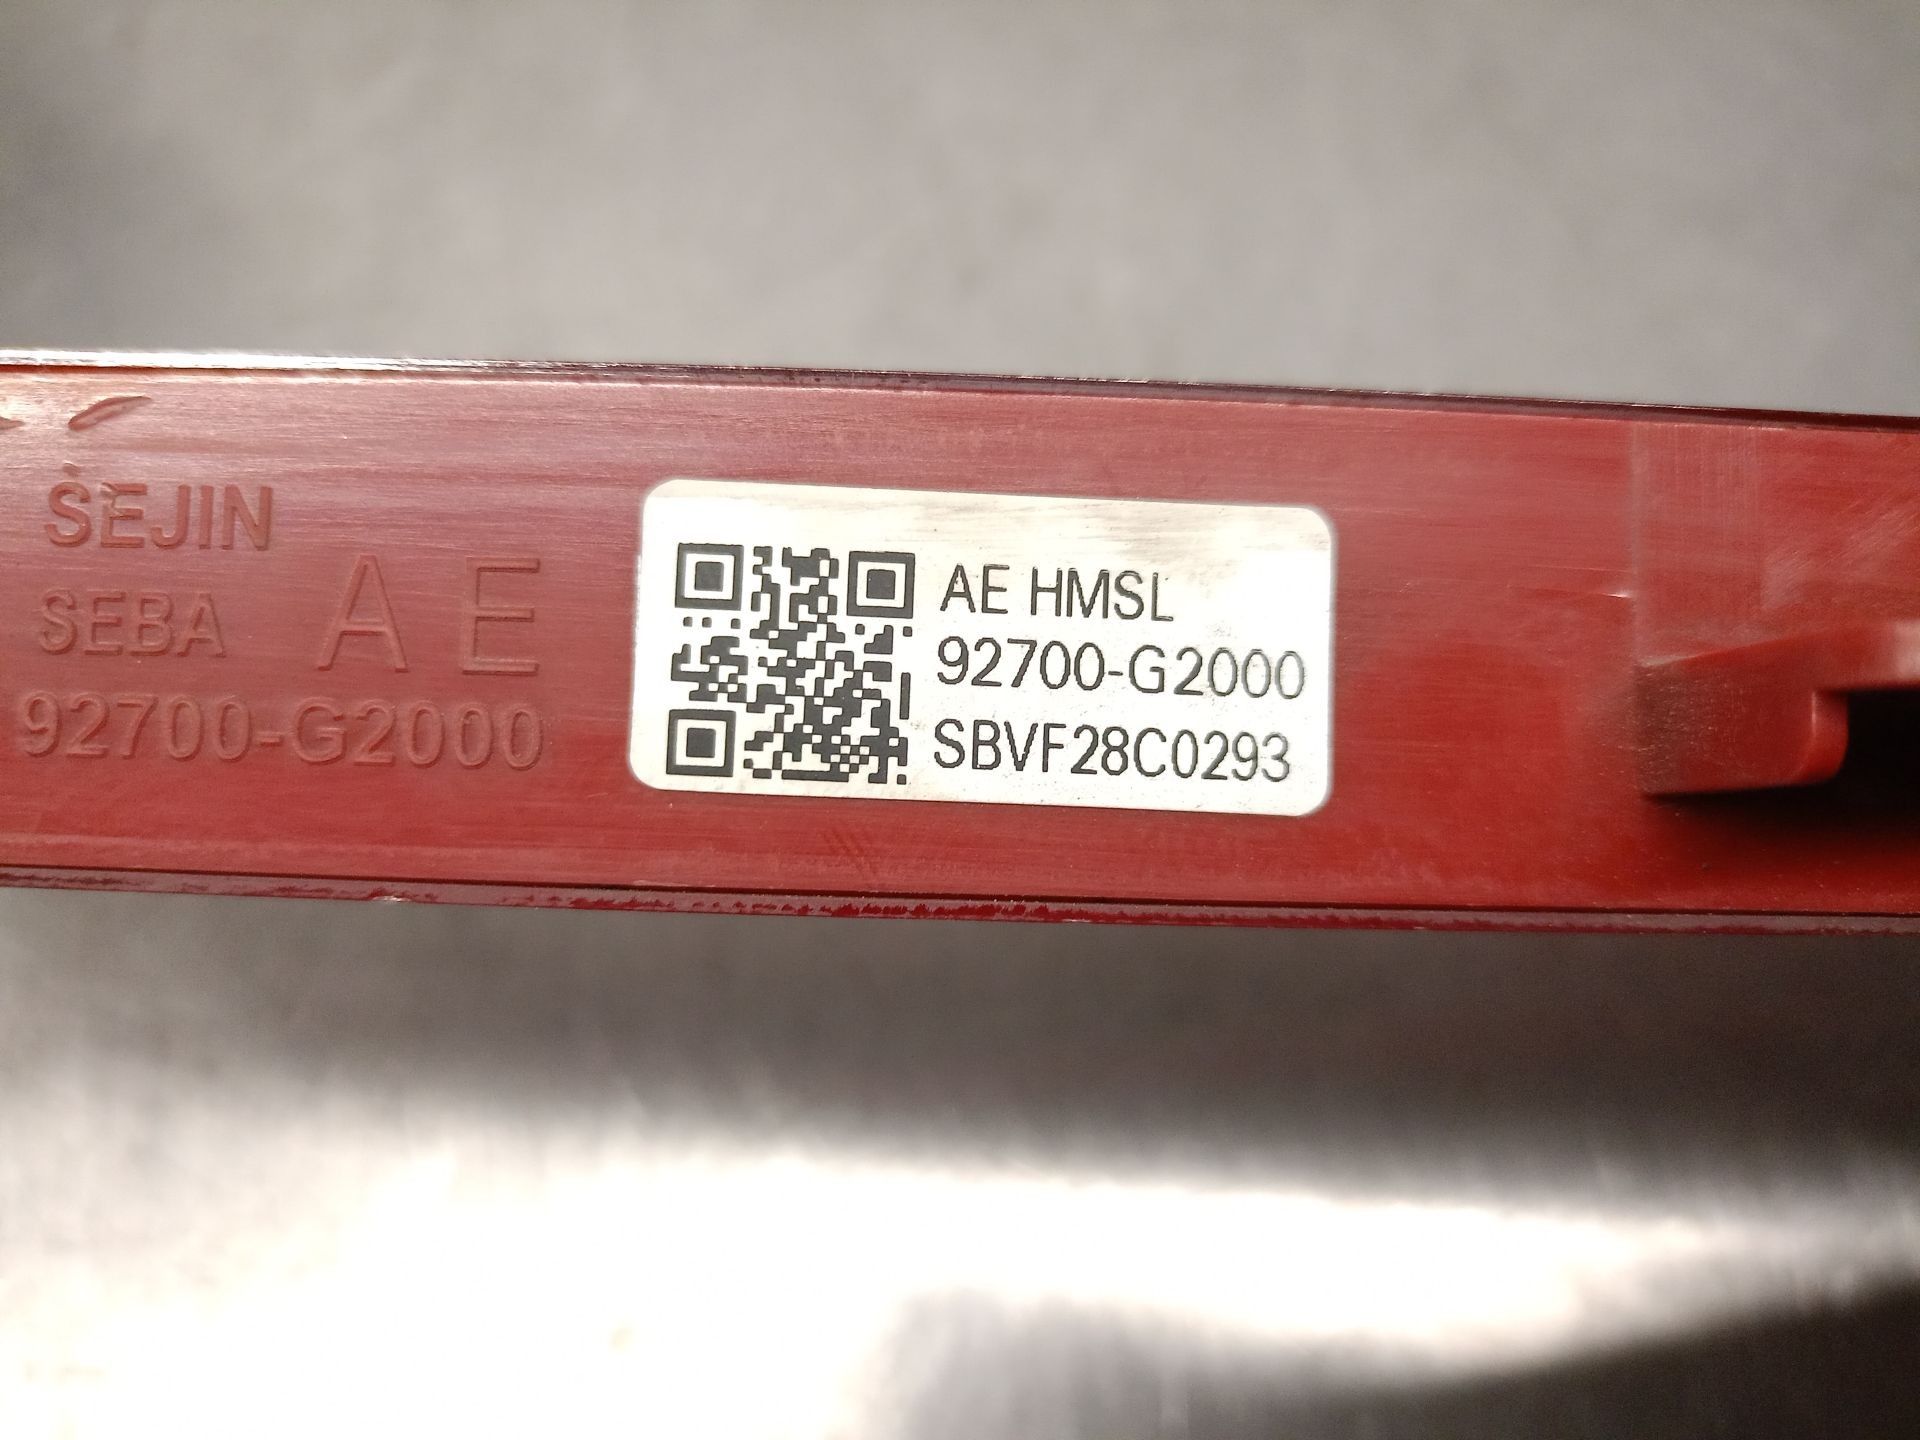 SEJIN
SEBA AE
92700-G2000
AE HMSL
92700-G2000
SBVF28C0293